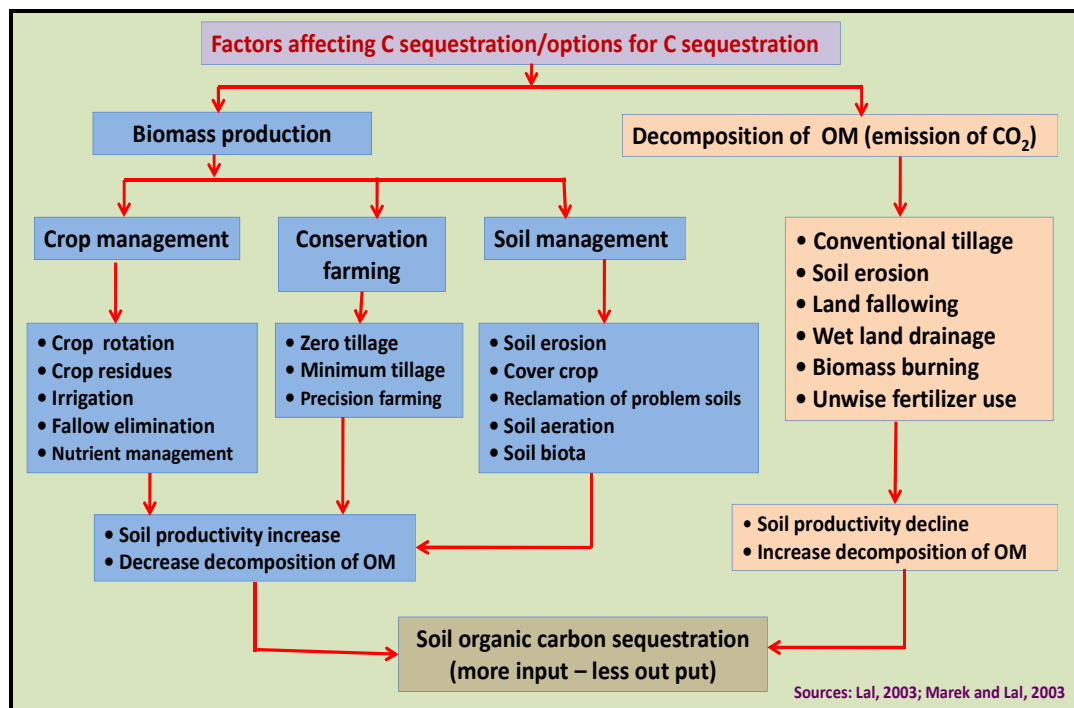 Factors affecting C sequestration/options for C sequestration
Biomass production
Decomposition of OM (emission of CO₂)
Crop management
Conservation
farming
Soil management
• Crop rotation
• Crop residues
• Irrigation
• Fallow elimination
• Nutrient management
• Zero tillage
• Minimum tillage
• Precision farming
• Soil erosion
• Cover crop
• Reclamation of problem soils
• Soil aeration
• Soil biota
• Conventional tillage
• Soil erosion
• Land fallowing
• Wet land drainage
• Biomass burning
• Unwise fertilizer use
• Soil productivity increase
• Decrease decomposition of OM
• Soil productivity decline
• Increase decomposition of OM
Soil organic carbon sequestration
(more input – less out put)
Sources: Lal, 2003; Marek and Lal, 2003